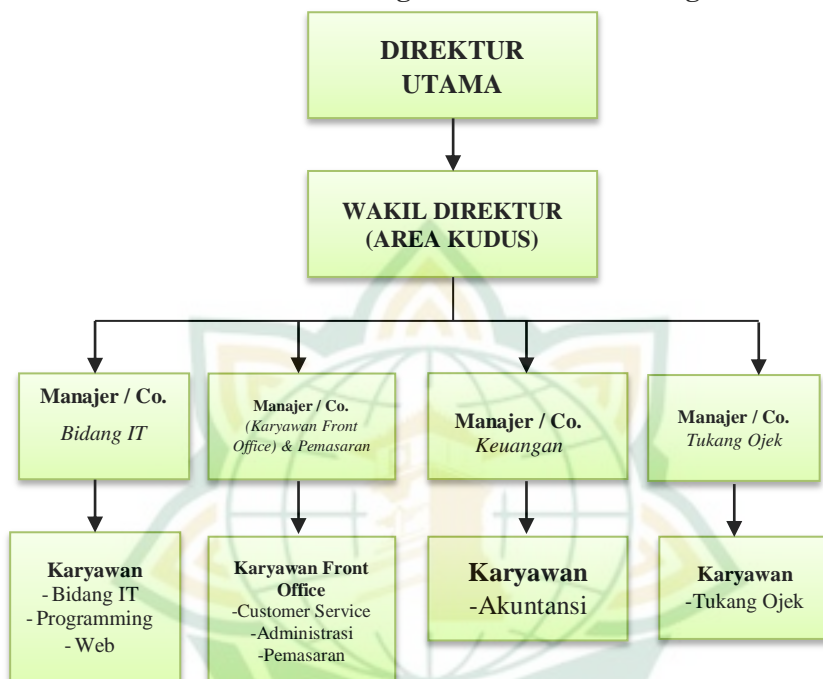 DIREKTUR
UTAMA
WAKIL DIREKTUR
(AREA KUDUS)
Manajer / Co.
Bidang IT
Manajer / Co.
(Karyawan Front
Office) & Pemasaran
Manajer / Co.
Keuangan
Manajer / Co.
Tukang Ojek
Karyawan
- Bidang IT
- Programming
- Web
Karyawan Front
Office
-Customer Service
-Administrasi
-Pemasaran
Karyawan
-Akuntansi
Karyawan
-Tukang Ojek